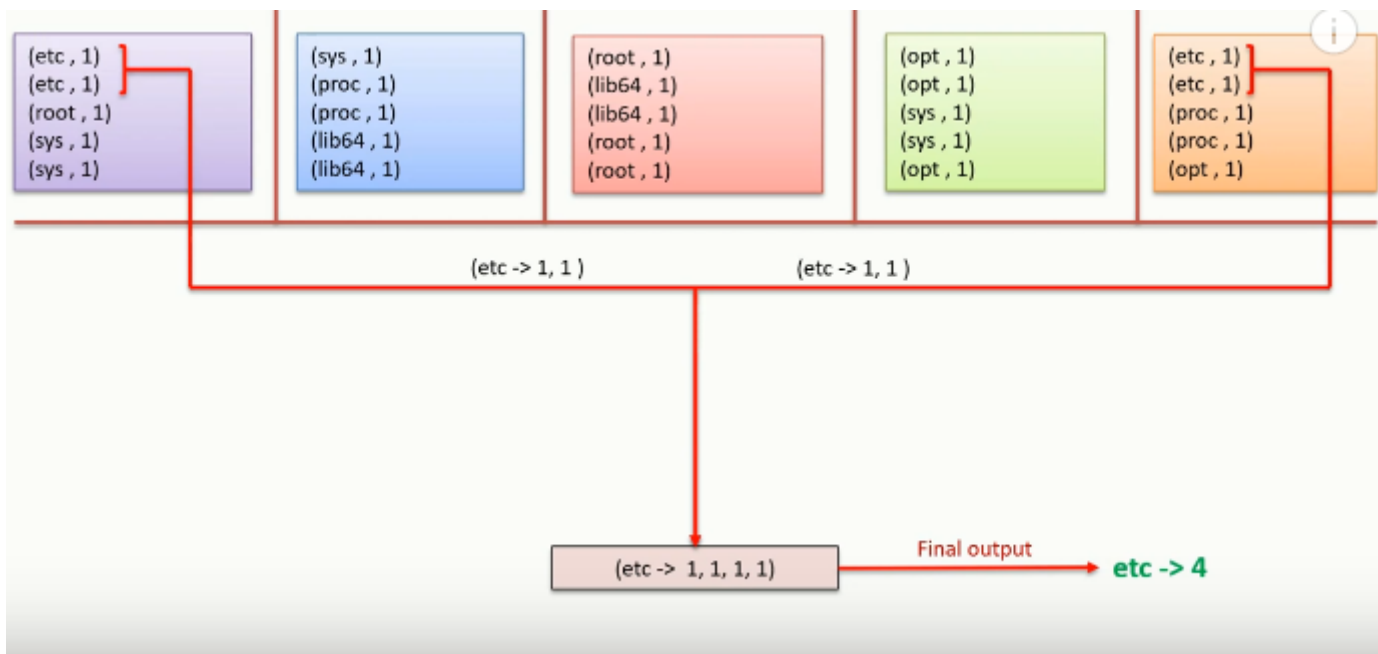 (etc , 1)
(etc , 1)
(root , 1)
(sys , 1)
(sys , 1)
(sys , 1)
(proc , 1)
(proc , 1)
(lib64 , 1)
(lib64 , 1)
(root , 1)
(lib64 , 1)
(lib64 , 1)
(root , 1)
(root , 1)
(opt , 1)
(opt , 1)
(sys , 1)
(sys , 1)
(opt , 1)
(etc , 1)
(etc , 1)
(proc , 1)
(proc , 1)
(opt , 1)
i
(etc -> 1, 1 )
(etc -> 1, 1 )
(etc -> 1, 1, 1, 1)
Final output
etc -> 4